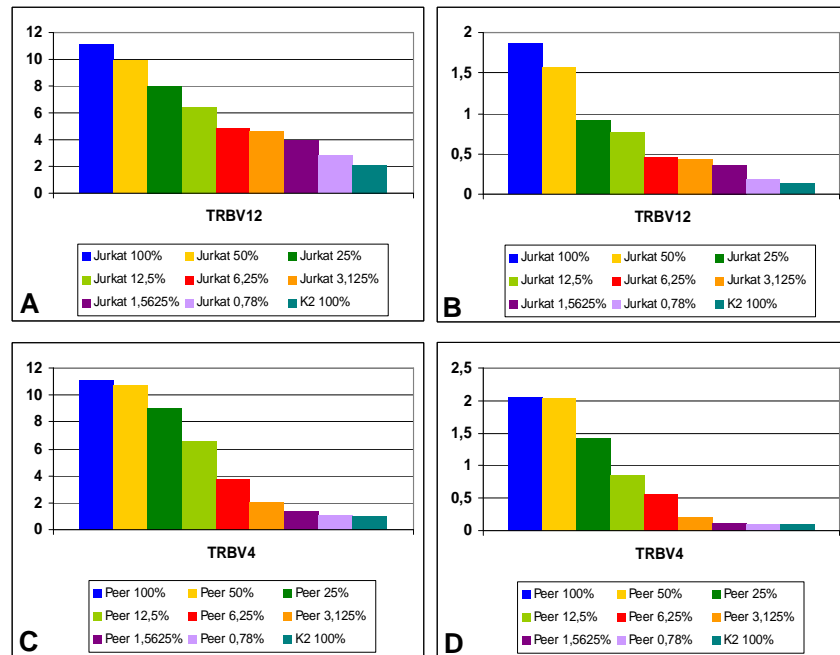 12
10
8
6
4
2
0
TRBV12
Jurkat 100% Jurkat 50% Jurkat 25%
Jurkat 12,5% Jurkat 6,25% Jurkat 3,125%
Jurkat 1,5625% Jurkat 0,78% K2 100%
A
2
1,5
1
0,5
0
TRBV12
Jurkat 100% Jurkat 50% Jurkat 25%
Jurkat 12,5% Jurkat 6,25% Jurkat 3,125%
Jurkat 1,5625% Jurkat 0,78% K2 100%
B
12
10
8
6
4
2
0
TRBV4
Peer 100% Peer 50% Peer 25%
Peer 12,5% Peer 6,25% Peer 3,125%
Peer 1,5625% Peer 0,78% K2 100%
C
2,5
2
1,5
1
0,5
0
TRBV4
Peer 100% Peer 50% Peer 25%
Peer 12,5% Peer 6,25% Peer 3,125%
Peer 1,5625% Peer 0,78% K2 100%
D